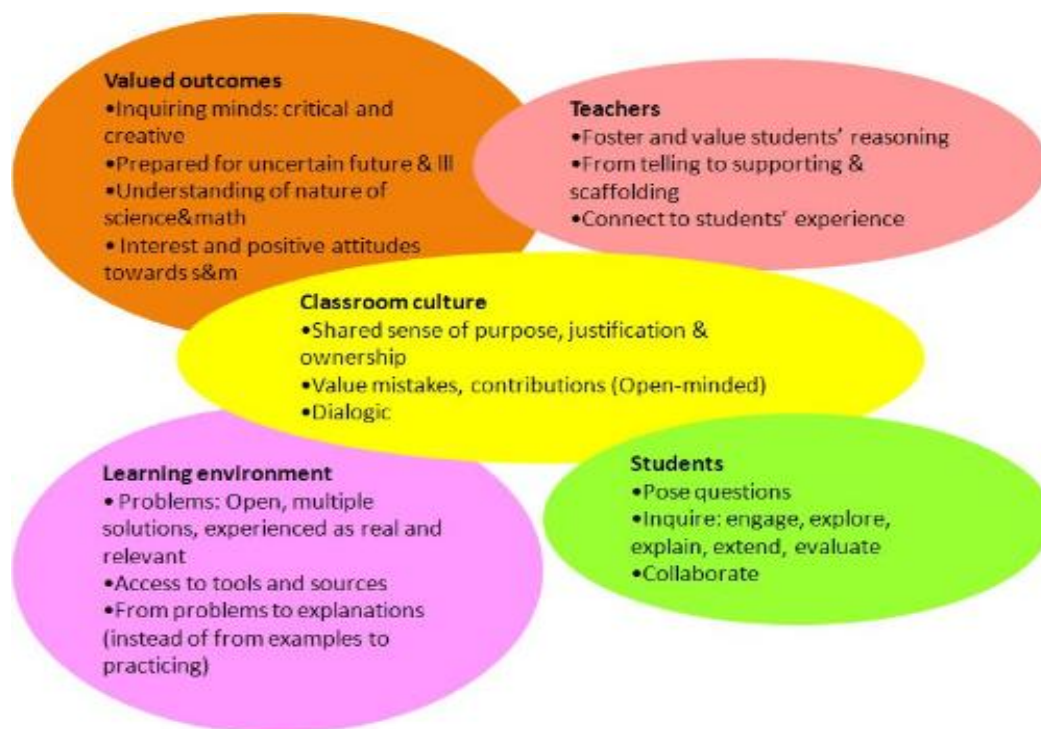 Valued outcomes
•Inquiring minds: critical and
creative
•Prepared for uncertain future & lll
•Understanding of nature of
science&math
• Interest and positive attitudes
towards s&m
Teachers
•Foster and value students’ reasoning
•From telling to supporting &
scaffolding
•Connect to students’ experience
Classroom culture
•Shared sense of purpose, justification &
ownership
•Value mistakes, contributions (Open-minded)
•Dialogic
Learning environment
• Problems: Open, multiple
solutions, experienced as real and
relevant
•Access to tools and sources
•From problems to explanations
(instead of from examples to
practicing)
Students
•Pose questions
•Inquire: engage, explore,
explain, extend, evaluate
•Collaborate